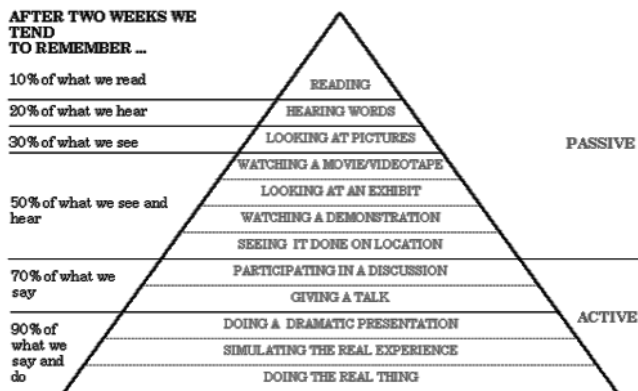 AFTER TWO WEEKS WE
TEND
TO REMEMBER ...
10% of what we read
READING
20% of what we hear
HEARING WORDS
30% of what we see
LOOKING AT PICTURES
PASSIVE
WATCHING A MOVIE/VIDEOTAPE
50% of what we see and
hear
LOOKING AT AN EXHIBIT
WATCHING A DEMONSTRATION
SEEING IT DONE ON LOCATION
70% of what we
say
PARTICIPATING IN A DISCUSSION
GIVING A TALK
ACTIVE
90% of
what we
say and
do
DOING A DRAMATIC PRESENTATION
SIMULATING THE REAL EXPERIENCE
DOING THE REAL THING